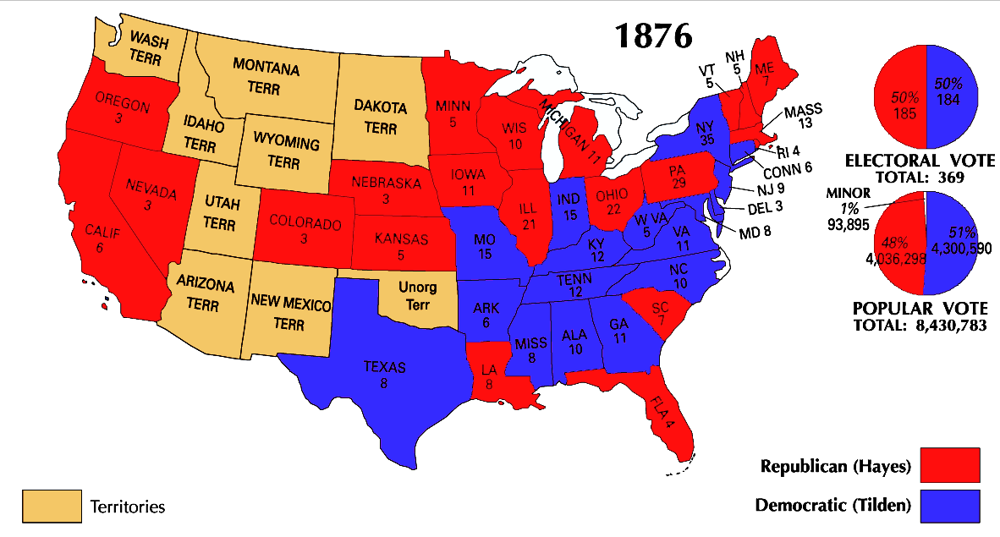 1876
WASH
TERR
MONTANA
TERR
OREGON
3
IDAHO
TERR
WYOMING
TERR
DAKOTA
TERR
MINN
5
WIS
10
MICHIGAN 11
VT
5
NH
5
ME
7
MASS
13
NY
35
RI 4
CONN 6
NJ 9
DEL 3
MD 8
PA
29
NEVADA
3
CALIF
6
UTAH
TERR
COLORADO
3
NEBRASKA
3
KANSAS
5
IOWA
11
ILL
21
IND
15
OHIO
22
W VA
5
VA
11
MO
15
KY
12
NC
10
TENN
12
ARIZONA
TERR
NEW MEXICO
TERR
Unorg
Terr
ARK
6
SC
7
MISS
8
ALA
10
GA
11
TEXAS
8
LA
8
FLA 4
50%
185
50%
184
ELECTORAL VOTE
TOTAL: 369
MINOR
1%
93,895
48%
4,036,298
51%
4,300,590
POPULAR VOTE
TOTAL: 8,430,783
Republican (Hayes)
Democratic (Tilden)
Territories